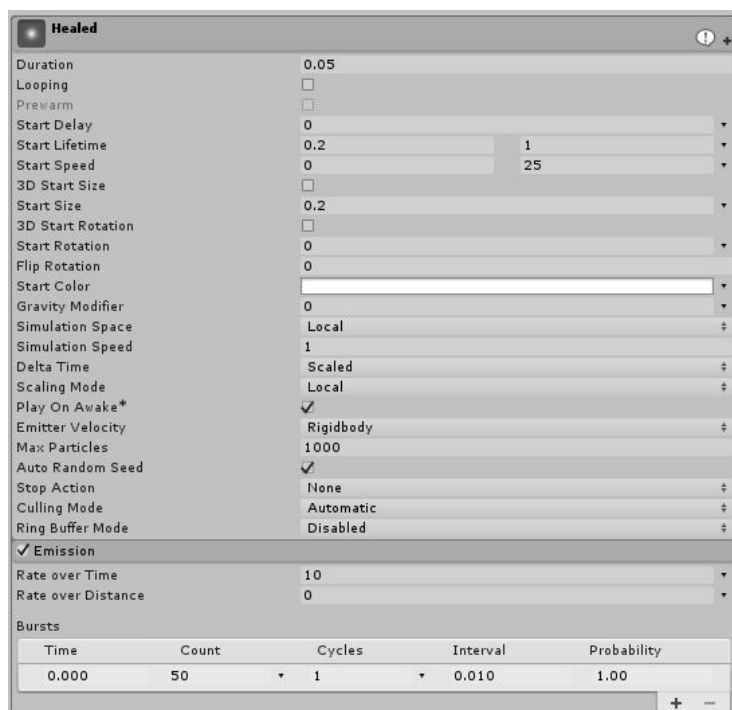 Healed
Duration 0.05
Looping
Prewarm
Start Delay 0
Start Lifetime 0.2 1
Start Speed 0 25
3D Start Size
Start Size 0.2
3D Start Rotation
Start Rotation 0
Flip Rotation 0
Start Color
Gravity Modifier 0
Simulation Space Local
Simulation Speed 1
Delta Time Scaled
Scaling Mode Local
Play On Awake*
Emitter Velocity Rigidbody
Max Particles 1000
Auto Random Seed
Stop Action None
Culling Mode Automatic
Ring Buffer Mode Disabled
Emission
Rate over Time 10
Rate over Distance 0
Bursts
Time Count Cycles Interval Probability
0.000 50 1 0.010 1.00